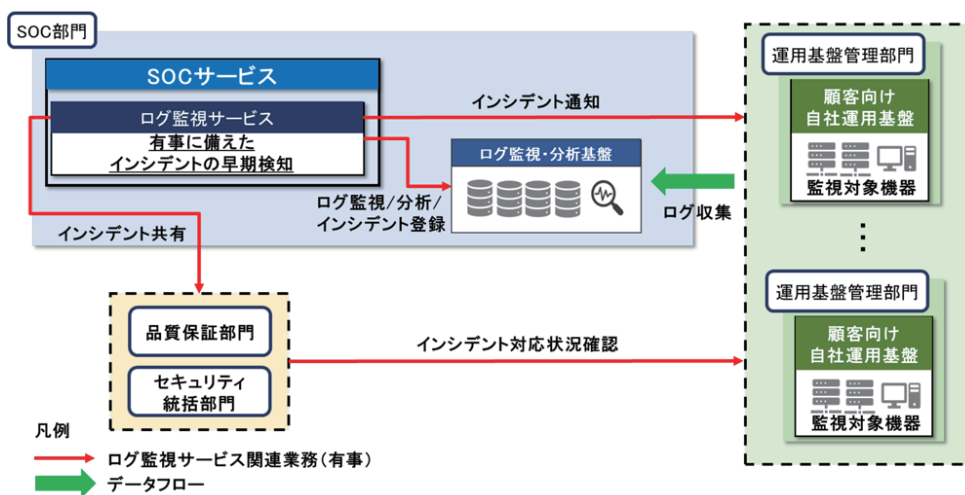 SOC部門
SOCサービス
ログ監視サービス
有事に備えた
インシデントの早期検知
インシデント通知
ログ監視・分析基盤
ログ監視/分析/
インシデント登録
ログ収集
インシデント共有
運用基盤管理部門
顧客向け
自社運用基盤
監視対象機器
⋮
運用基盤管理部門
顧客向け
自社運用基盤
監視対象機器
品質保証部門
セキュリティ
統括部門
インシデント対応状況確認
凡例
ログ監視サービス関連業務(有事)
データフロー